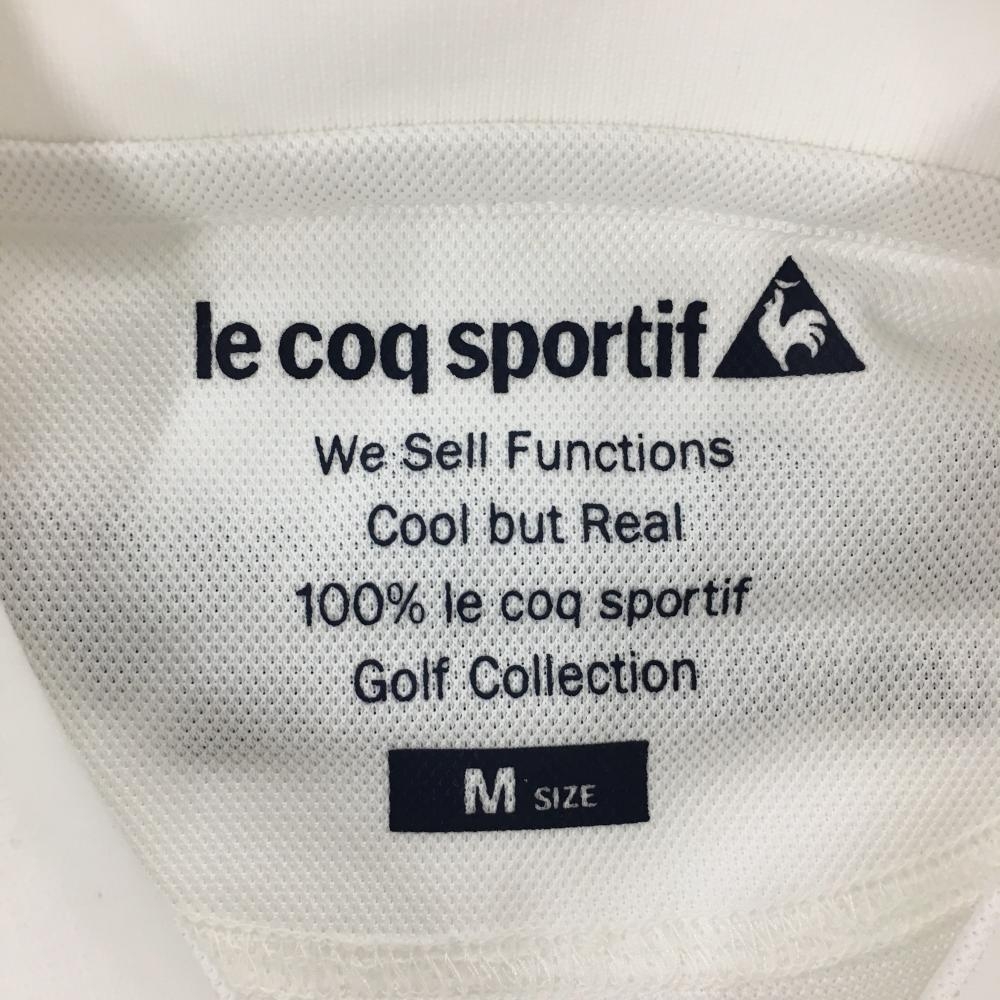 le coq sportif
We Sell Functions
Cool but Real
100% le coq sportif
Golf Collection
M SIZE